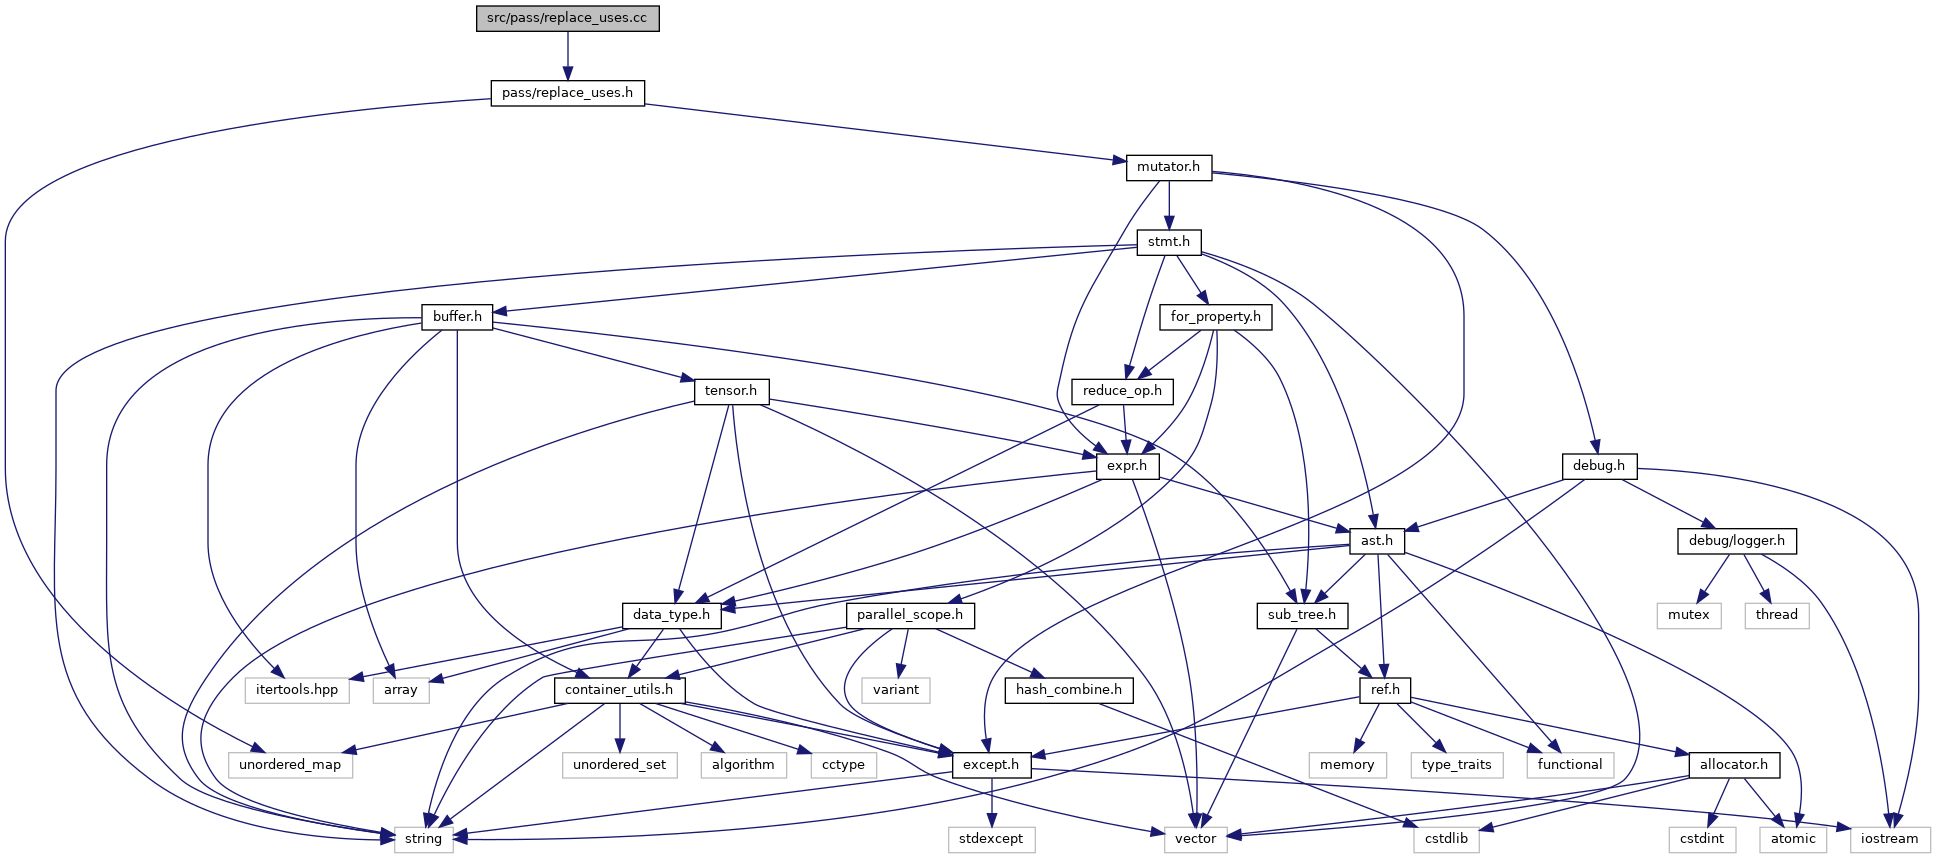 src/pass/replace_uses.cc
pass/replace_uses.h
mutator.h
stmt.h
buffer.h
for_property.h
tensor.h
reduce_op.h
expr.h
debug.h
ast.h
debug/logger.h
data_type.h
parallel_scope.h
sub_tree.h
mutex
thread
itertools.hpp
array
container_utils.h
variant
hash_combine.h
ref.h
unordered_map
unordered_set
algorithm
cctype
except.h
memory
type_traits
functional
allocator.h
string
stdexcept
vector
cstdlib
cstdint
atomic
iostream